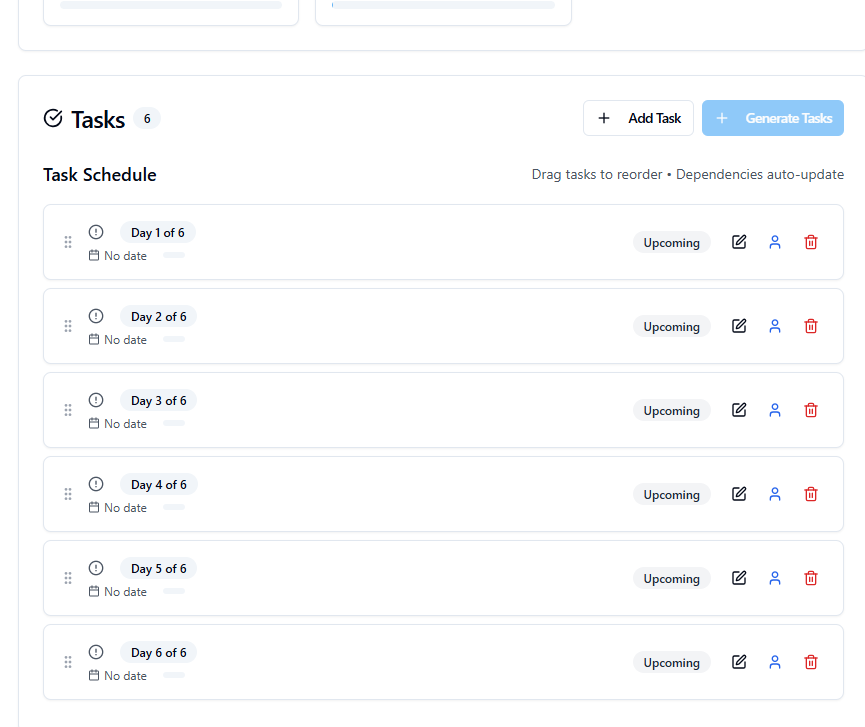 Tasks 6
Add Task
Generate Tasks
Task Schedule
Drag tasks to reorder • Dependencies auto-update
Day 1 of 6
No date
Upcoming
Day 2 of 6
No date
Upcoming
Day 3 of 6
No date
Upcoming
Day 4 of 6
No date
Upcoming
Day 5 of 6
No date
Upcoming
Day 6 of 6
No date
Upcoming